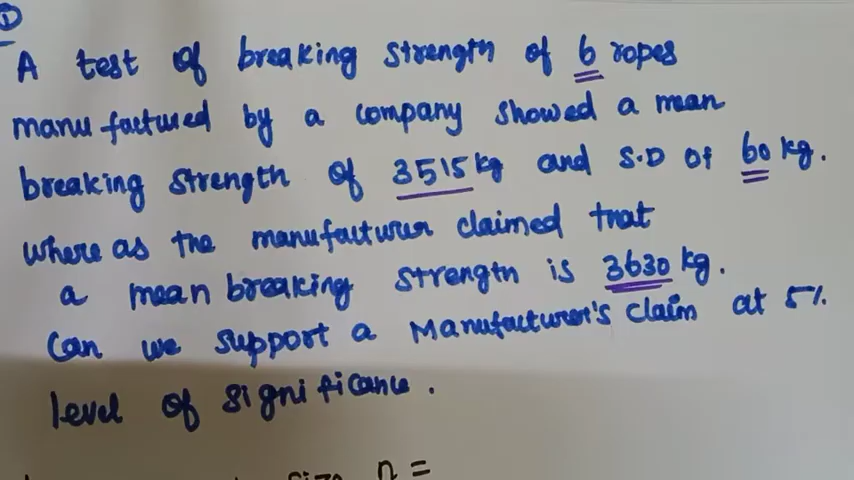 ①
A test of breaking strength of 6 ropes
manufactured by a company showed a mean
breaking strength of 3515 kg and S.D of 60 kg.
where as the manufacturer claimed that
a mean breaking strength is 3630 kg.
Can we support a Manufacturer's claim at 5%
level of significance.
size n =